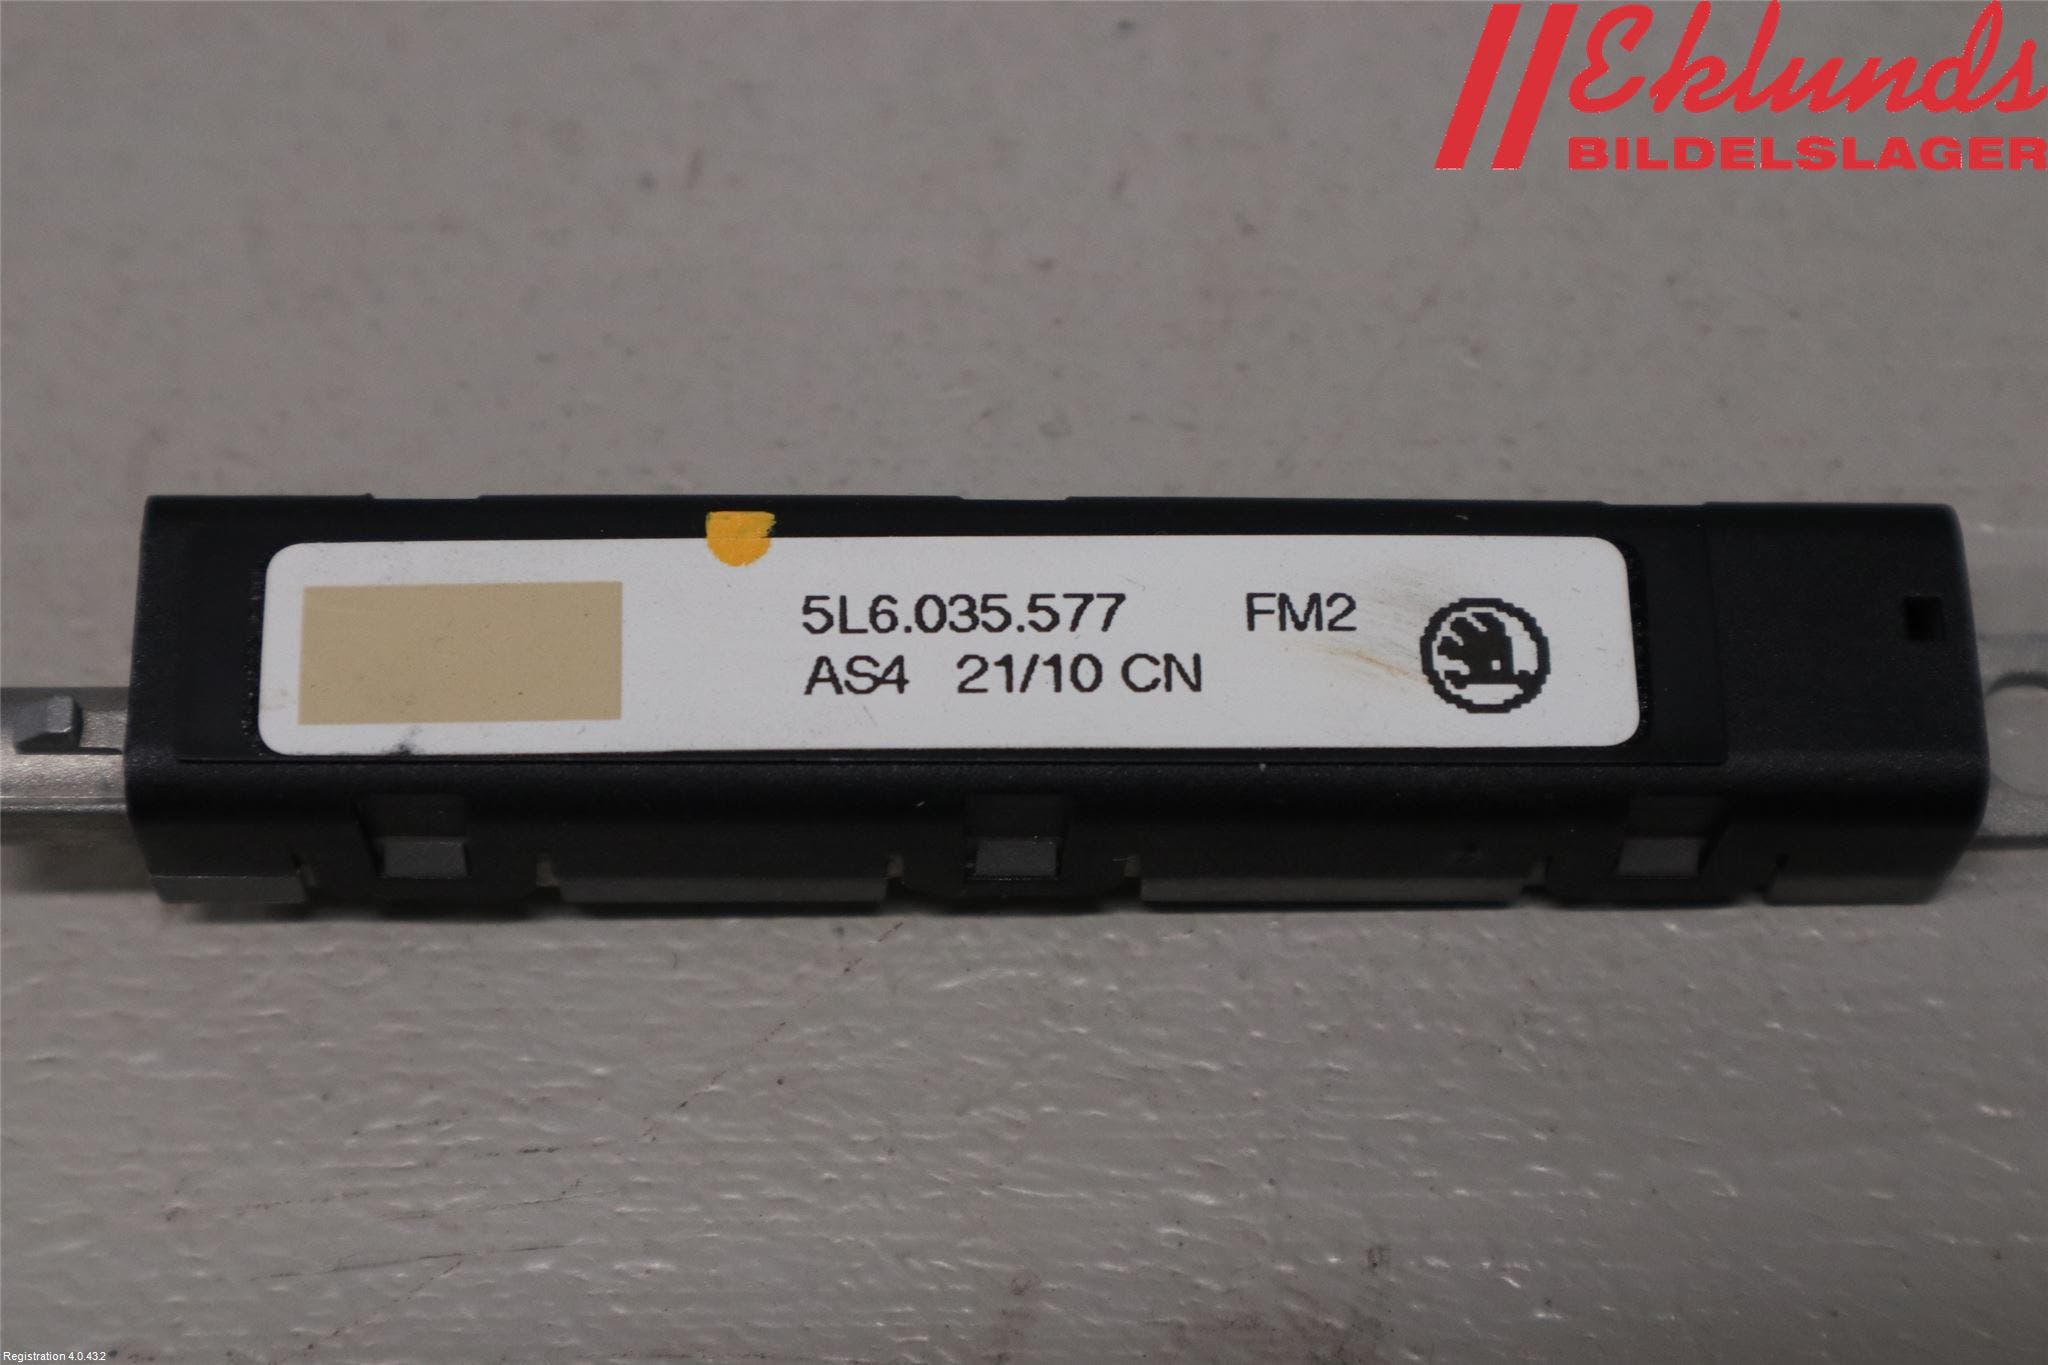 Eklunds
BILDELSLAGER
5L6.035.577 FM2
AS4 21/10 CN
Registration 4.0.432